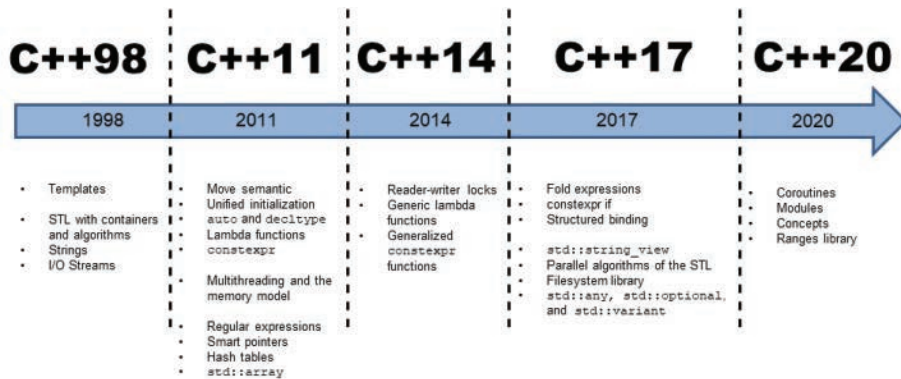 C++98
C++11
C++14
C++17
C++20
1998
2011
2014
2017
2020
• Templates
• STL with containers
and algorithms
• Strings
• I/O Streams
• Move semantic
• Unified initialization
• auto and decltype
• Lambda functions
• constexpr
• Multithreading and the
memory model
• Regular expressions
• Smart pointers
• Hash tables
• std::array
• Reader-writer locks
• Generic lambda
functions
• Generalized
constexpr
functions
• Fold expressions
• constexpr if
• Structured binding
• std::string_view
• Parallel algorithms of the STL
• Filesystem library
• std::any, std::optional,
and std::variant
• Coroutines
• Modules
• Concepts
• Ranges library